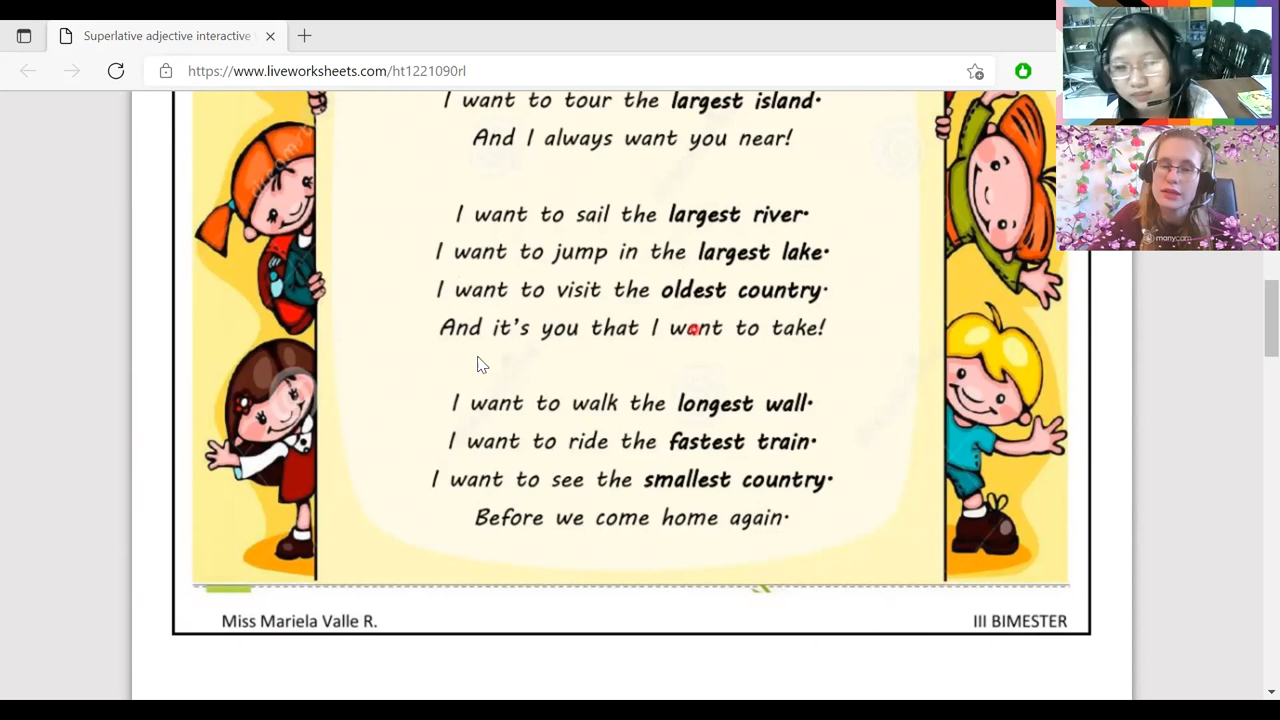 Superlative adjective interactive
https://www.liveworksheets.com/ht1221090rl
I want to tour the largest island.
And I always want you near!
I want to sail the largest river.
I want to jump in the largest lake.
I want to visit the oldest country.
And it's you that I want to take!
I want to walk the longest wall.
I want to ride the fastest train.
I want to see the smallest country.
Before we come home again.
Miss Mariela Valle R.
III BIMESTER
manycam